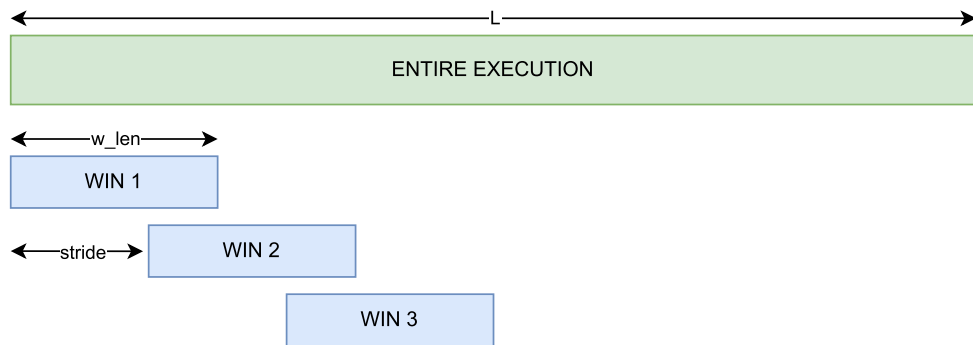 L
ENTIRE EXECUTION
w_len
WIN 1
stride
WIN 2
WIN 3